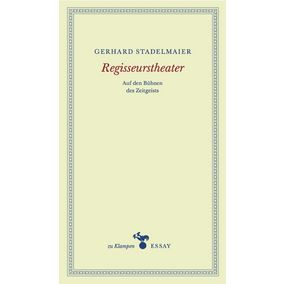 GERHARD STADELMAIER
Regisseurstheater
Auf den Bühnen
des Zeitgeists
zu Klampen ESSAY